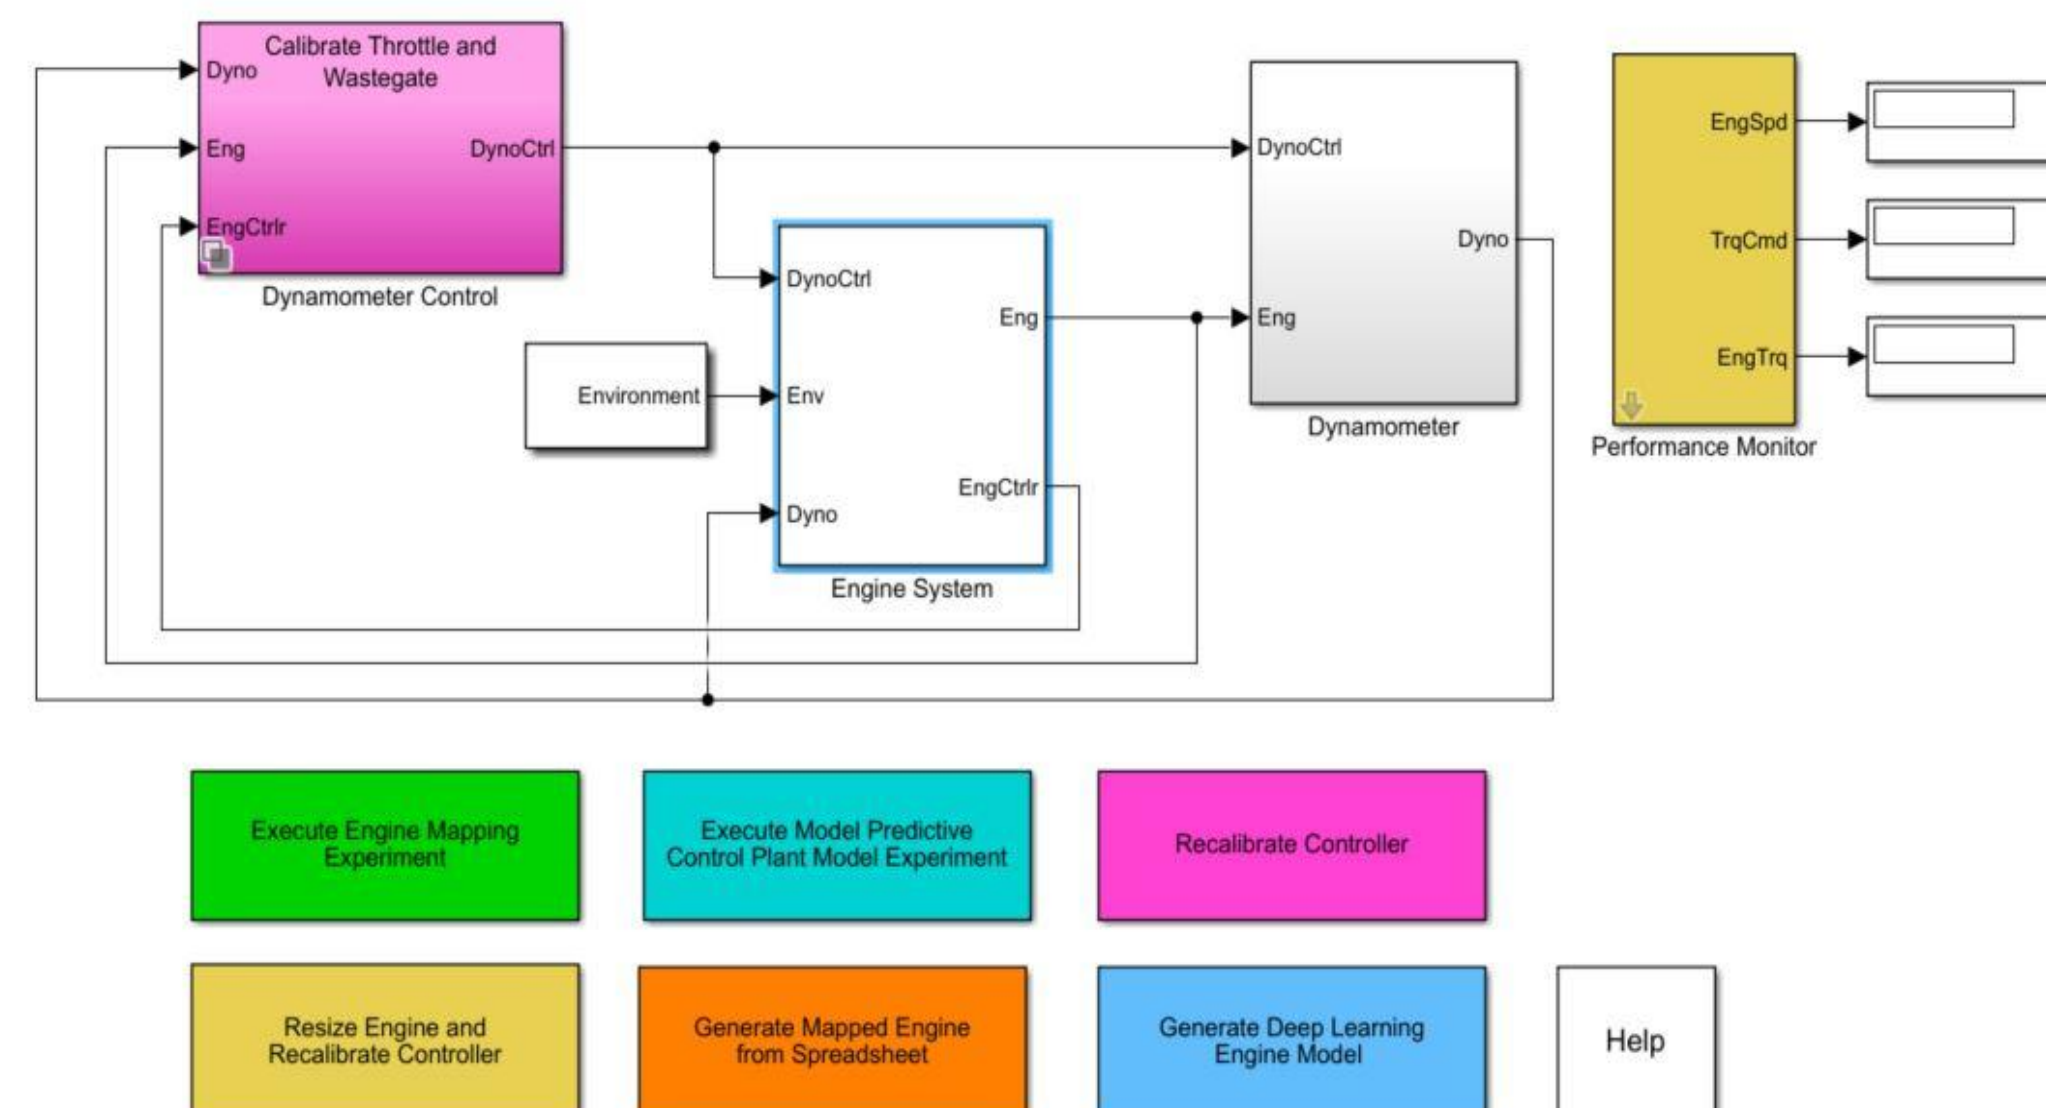 Calibrate Throttle and
Wastegate
Dyno
Eng
DynoCtrl
EngCtrlr
Dynamometer Control
DynoCtrl
Eng
Env
EngCtrlr
Dyno
Engine System
Environment
DynoCtrl
Dyno
Eng
Dynamometer
EngSpd
TrqCmd
EngTrq
Performance Monitor
Execute Engine Mapping
Experiment
Execute Model Predictive
Control Plant Model Experiment
Recalibrate Controller
Resize Engine and
Recalibrate Controller
Generate Mapped Engine
from Spreadsheet
Generate Deep Learning
Engine Model
Help